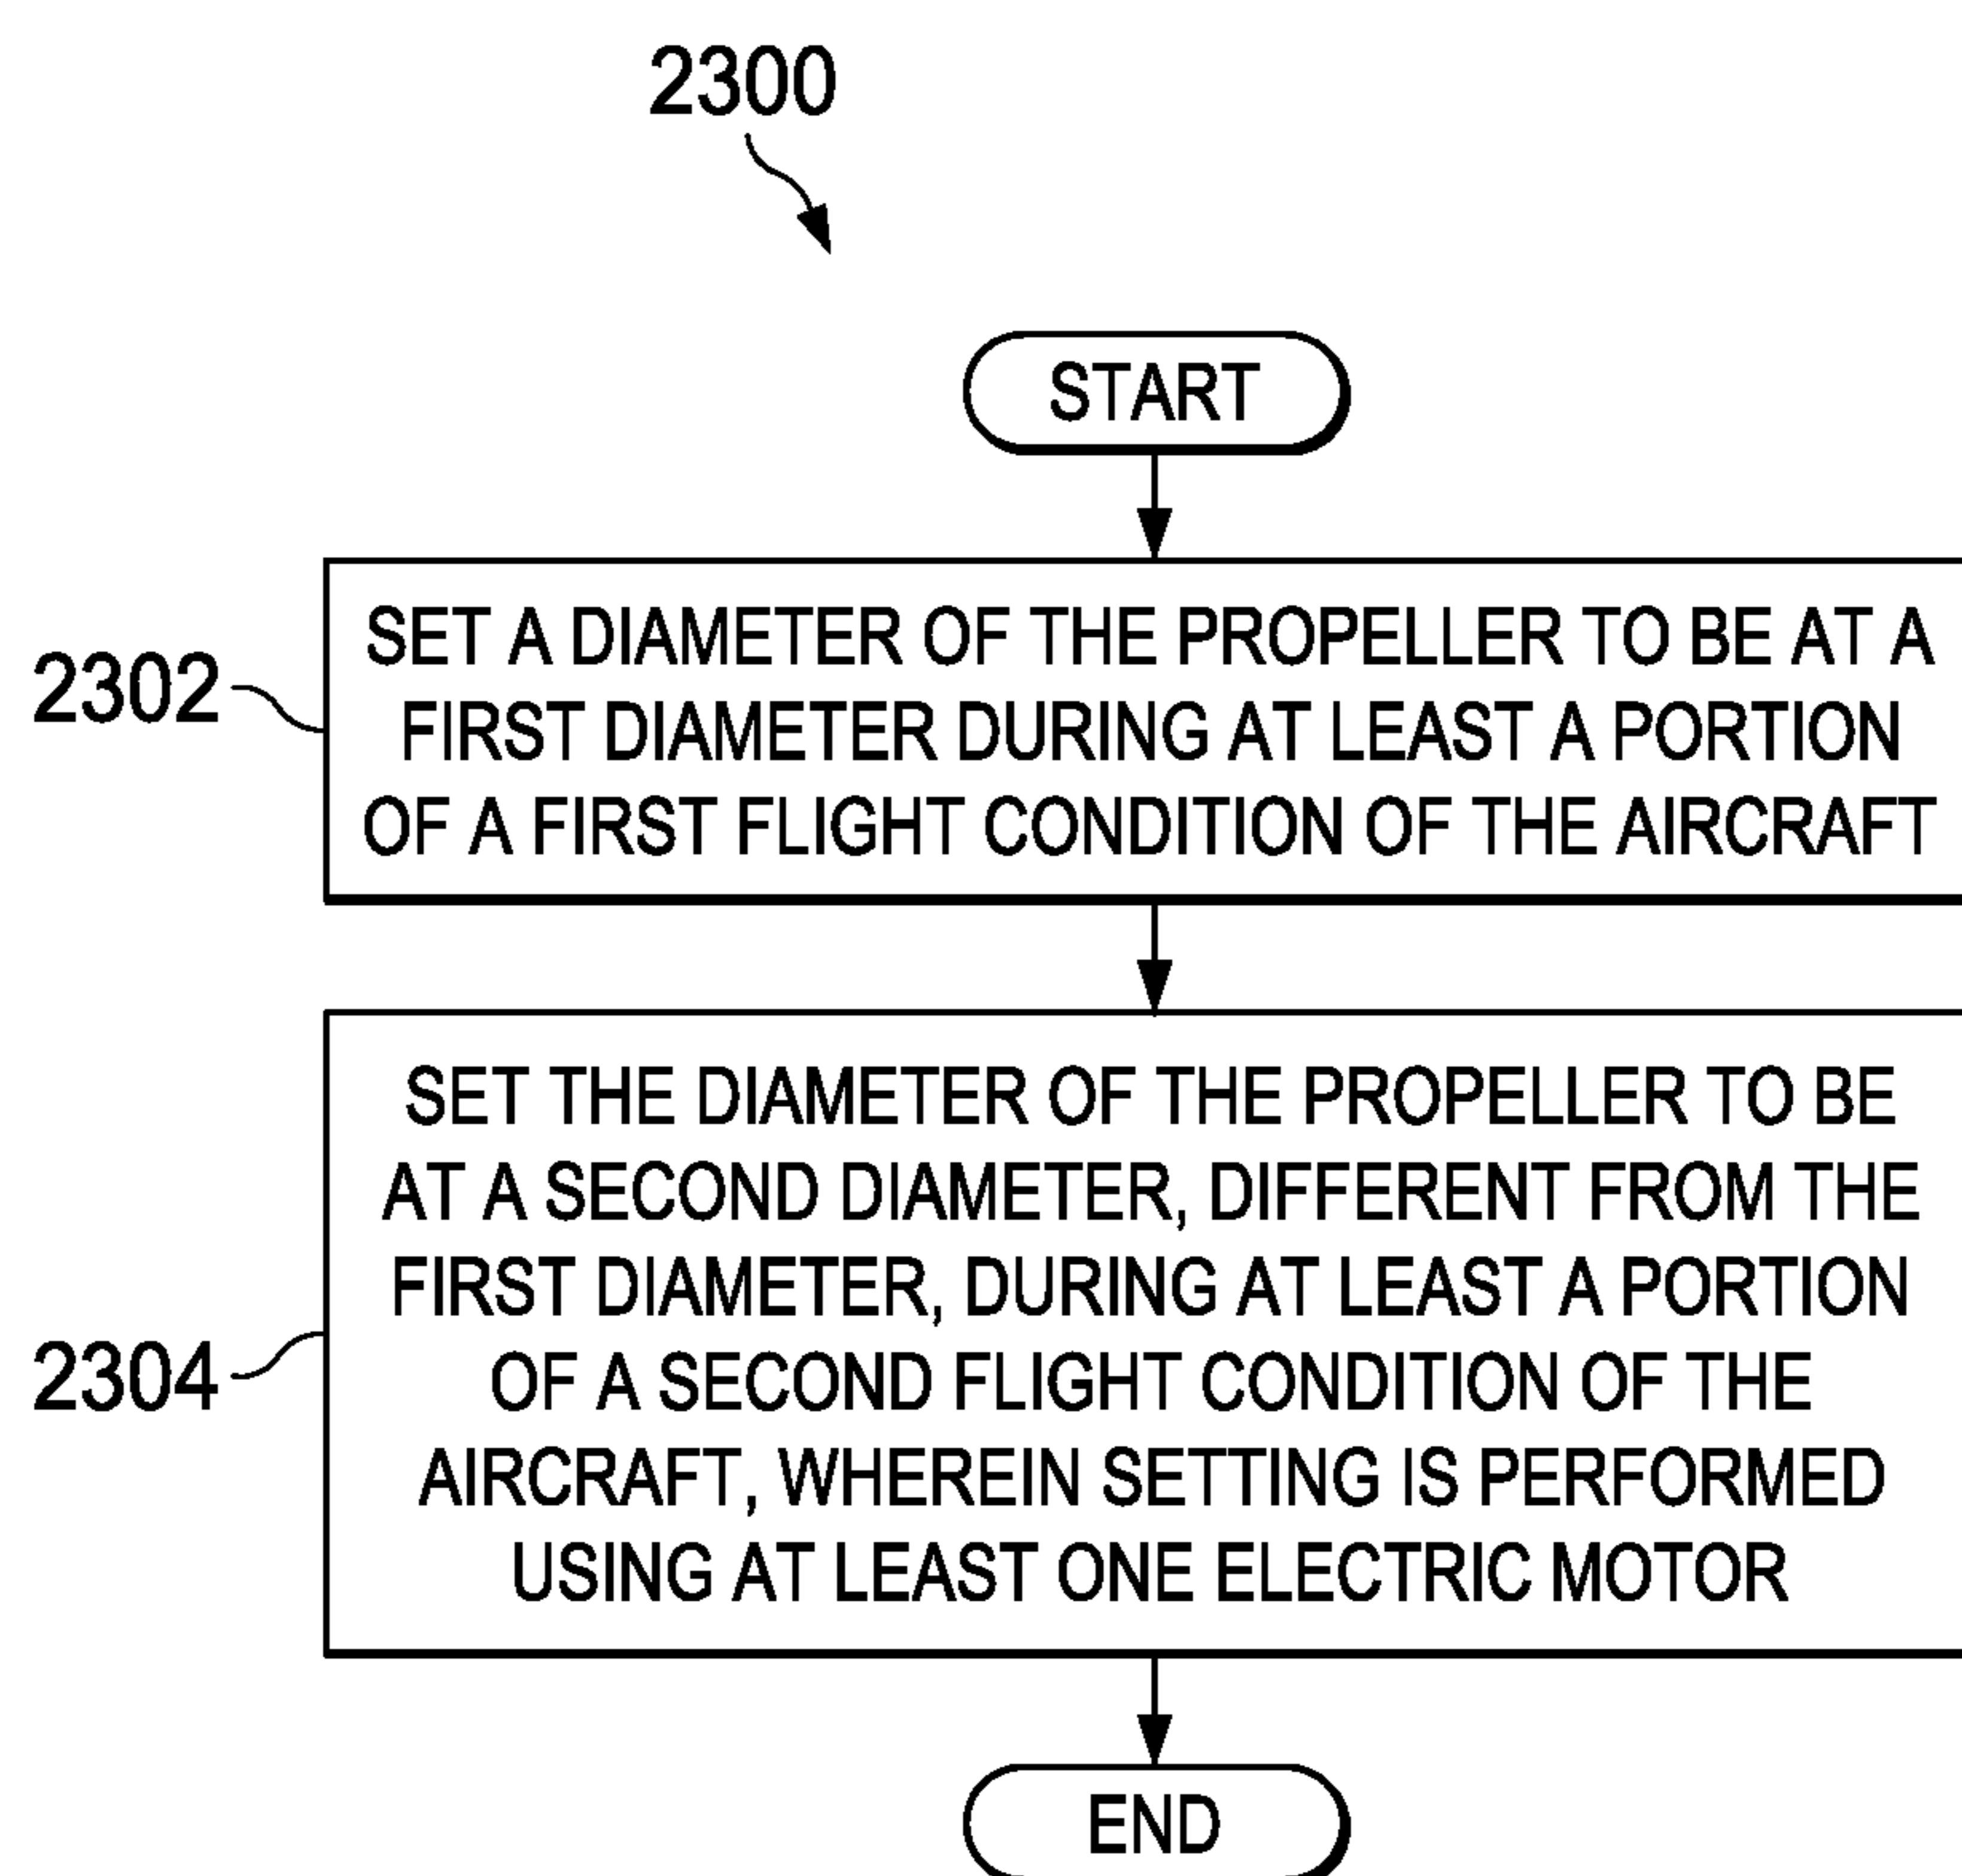 2300
START
2302
SET A DIAMETER OF THE PROPELLER TO BE AT A
FIRST DIAMETER DURING AT LEAST A PORTION
OF A FIRST FLIGHT CONDITION OF THE AIRCRAFT
2304
SET THE DIAMETER OF THE PROPELLER TO BE
AT A SECOND DIAMETER, DIFFERENT FROM THE
FIRST DIAMETER, DURING AT LEAST A PORTION
OF A SECOND FLIGHT CONDITION OF THE
AIRCRAFT, WHEREIN SETTING IS PERFORMED
USING AT LEAST ONE ELECTRIC MOTOR
END